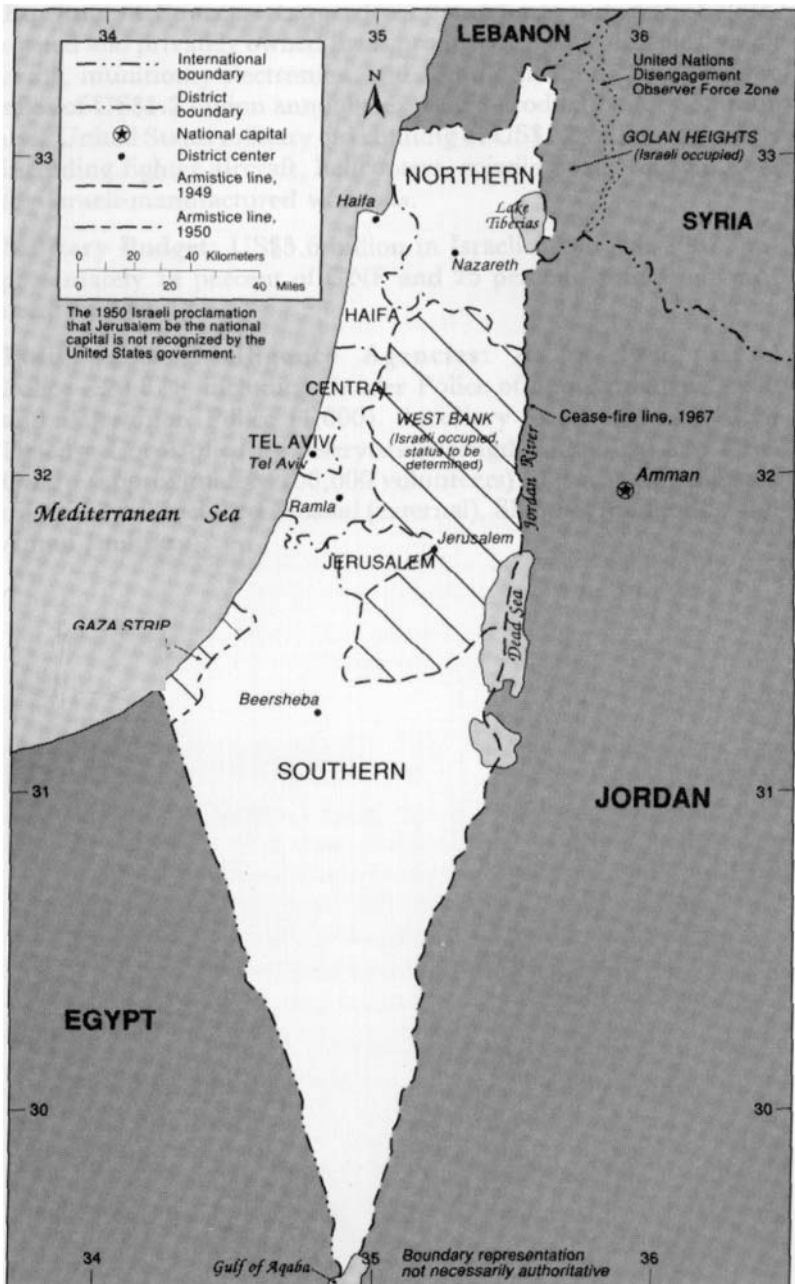 34
35
36
LEBANON
International
boundary
District
boundary
National capital
District center
Armistice line,
1949
Armistice line,
1950
0 20 40 Kilometers
0 20 40 Miles
The 1950 Israeli proclamation
that Jerusalem be the national
capital is not recognized by the
United States government.
N
United Nations
Disengagement
Observer Force Zone
GOLAN HEIGHTS
(Israeli occupied)
33
33
NORTHERN
Haifa
Lake
Tiberias
SYRIA
Nazareth
HAIFA
CENTRAL
WEST BANK
(Israeli occupied,
status to be
determined)
Cease-fire line, 1967
TEL AVIV
Tel Aviv
32
32
Jordan River
Amman
Ramla
Mediterranean Sea
Jerusalem
JERUSALEM
GAZA STRIP
Dead Sea
Beersheba
SOUTHERN
31
31
JORDAN
EGYPT
30
30
34
35
36
Gulf of Aqaba
Boundary representation
not necessarily authoritative